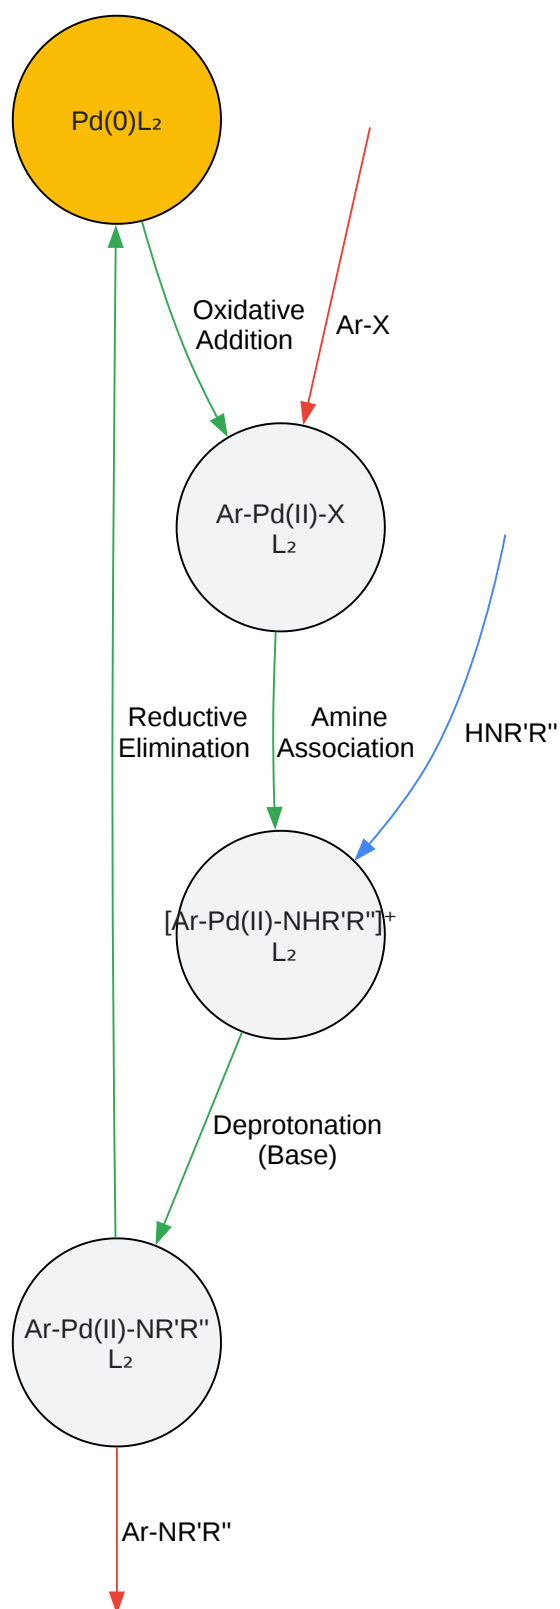 Pd(0)L₂
Oxidative
Addition
Ar-X
Ar-Pd(II)-X
L₂
Reductive
Elimination
Amine
Association
HNR'R''
[Ar-Pd(II)-NHR'R'']⁺
L₂
Deprotonation
(Base)
Ar-Pd(II)-NR'R''
L₂
Ar-NR'R''